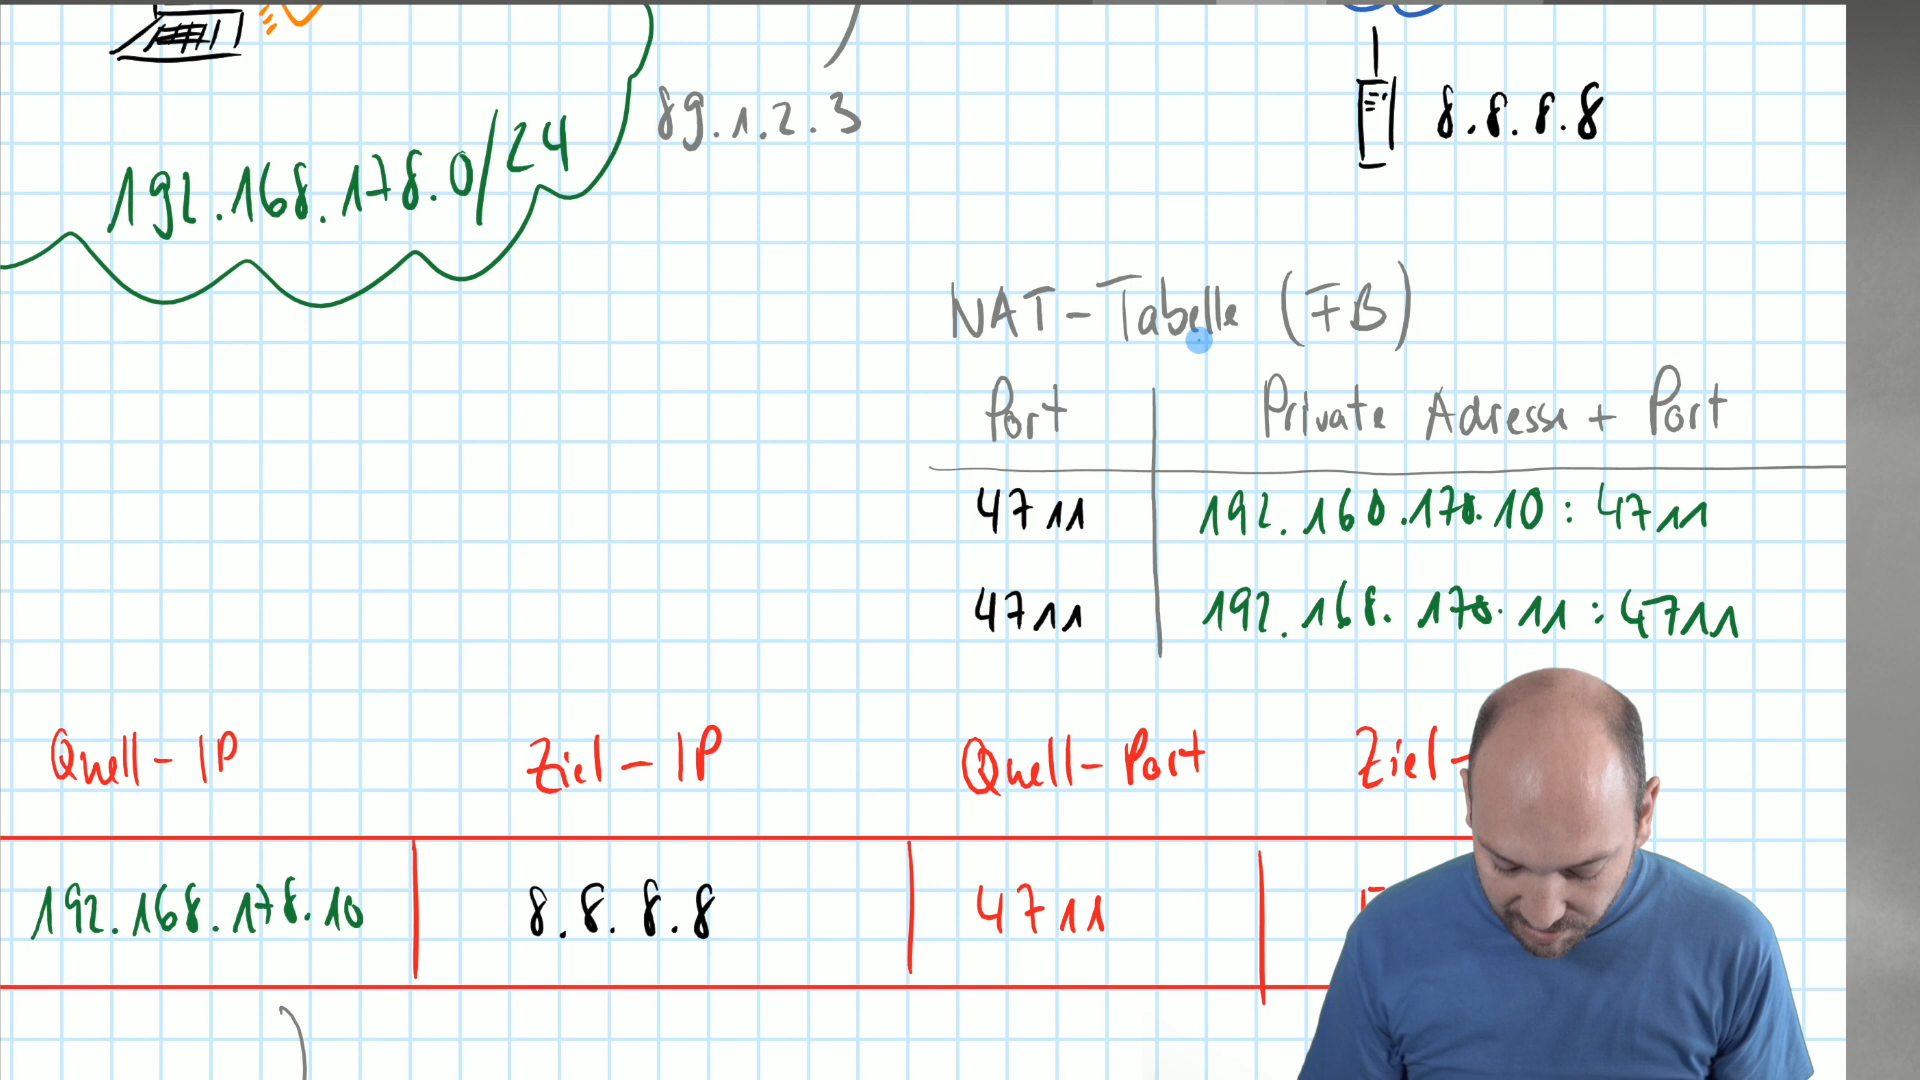 89.1.2.3
8.8.8.8
192.168.178.0/24
NAT-Tabelle (FB)
Port Private Adresse + Port
4711 192.168.178.10:4711
4711 192.168.178.11:4711
Quell-IP Ziel-IP Quell-Port Ziel-
192.168.178.10 8.8.8.8 4711